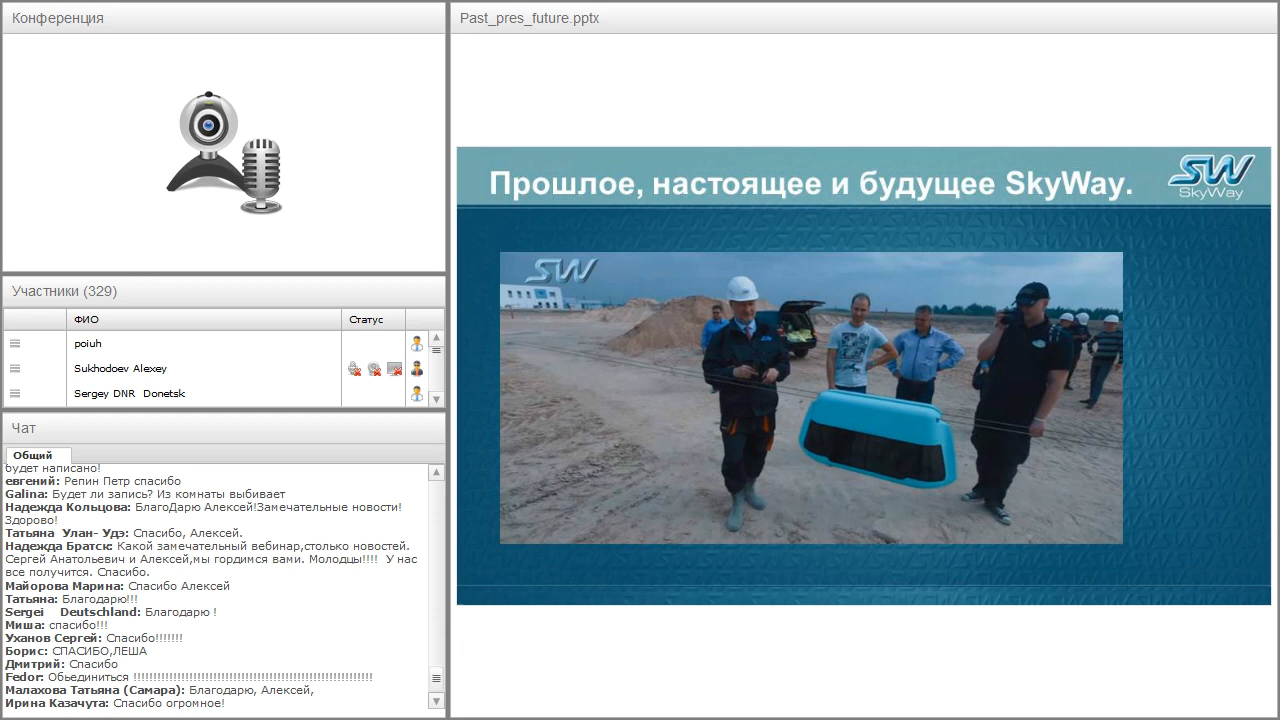 Конференция
Участники (329)
ФИО
Статус
poiuh
Sukhodoev Alexey
Sergey DNR Donetsk
Чат
Общий
будет написано!
евгений: Репин Петр спасибо
Galina: Будет ли запись? Из комнаты выбивает
Надежда Кольцова: БлагоДарю Алексей!Замечательные новости!
Здорово!
Татьяна Улан- Удэ: Спасибо, Алексей.
Надежда Братск: Какой замечательный вебинар,столько новостей.
Сергей Анатольевич и Алексей,мы гордимся вами. Молодцы!!!! У нас
все получится. Спасибо.
Майорова Марина: Спасибо Алексей
Татьяна: Благодарю!!!
Sergei Deutschland: Благодарю !
Миша: спасибо!!!
Уханов Сергей: Спасибо!!!!!!!
Борис: СПАСИБО,ЛЕША
Дмитрий: Спасибо
Fedor: Обьединиться !!!!!!!!!!!!!!!!!!!!!!!!!!!!!!!!!!!!!!!!!!!!!!!!!!!!!!!!!!!!
Малахова Татьяна (Самара): Благодарю, Алексей,
Ирина Казачута: Спасибо огромное!
Past_pres_future.pptx
Прошлое, настоящее и будущее SkyWay.
SW
SkyWay
SW